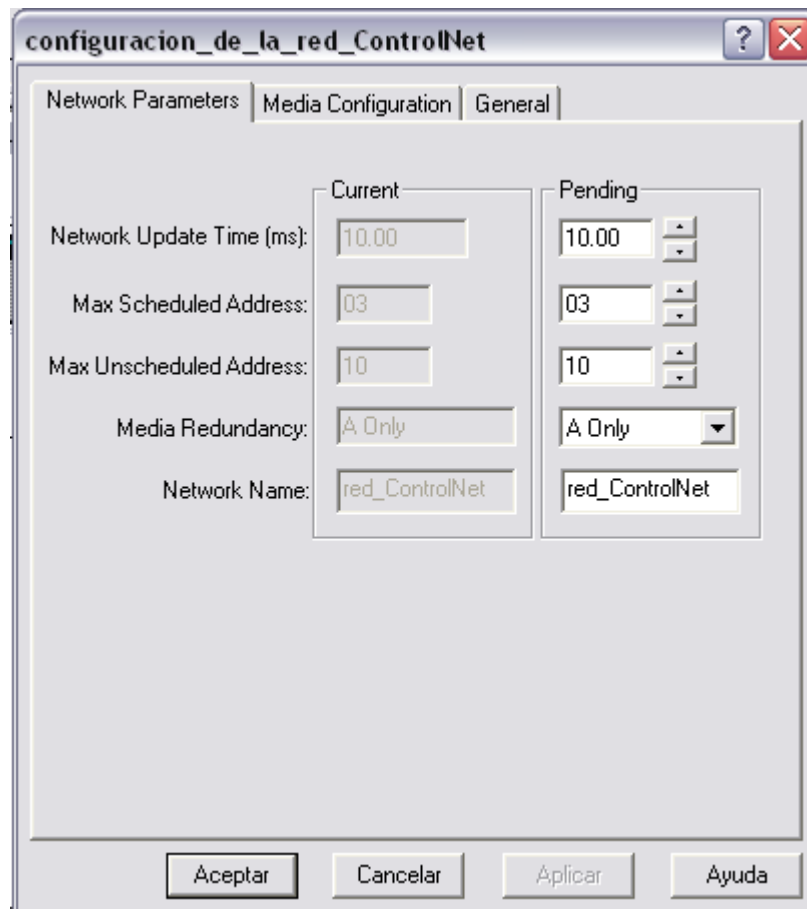 configuracion_de_la_red_ControlNet
Network Parameters Media Configuration General
Current Pending
Network Update Time (ms): 10.00 10.00
Max Scheduled Address: 03 03
Max Unscheduled Address: 10 10
Media Redundancy: A Only A Only
Network Name: red_ControlNet red_ControlNet
Aceptar Cancelar Aplicar Ayuda